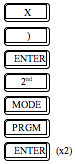 X
)
ENTER
2nd
MODE
PRGM
ENTER (x2)